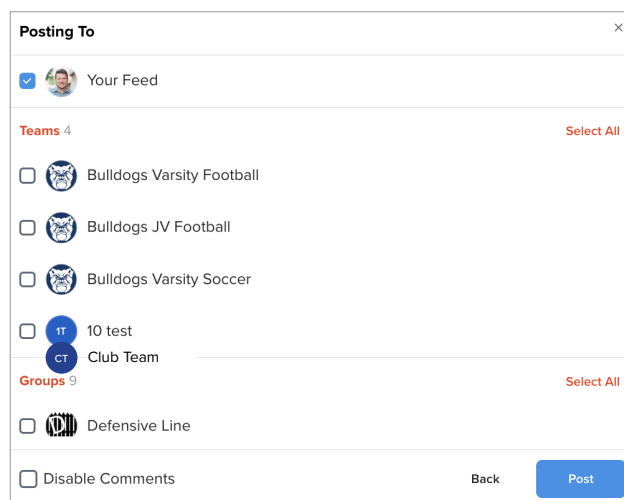 Posting To ×
Your Feed
Teams 4 Select All
Bulldogs Varsity Football
Bulldogs JV Football
Bulldogs Varsity Soccer
1T 10 test
CT Club Team
Groups 9 Select All
Defensive Line
Disable Comments Back Post